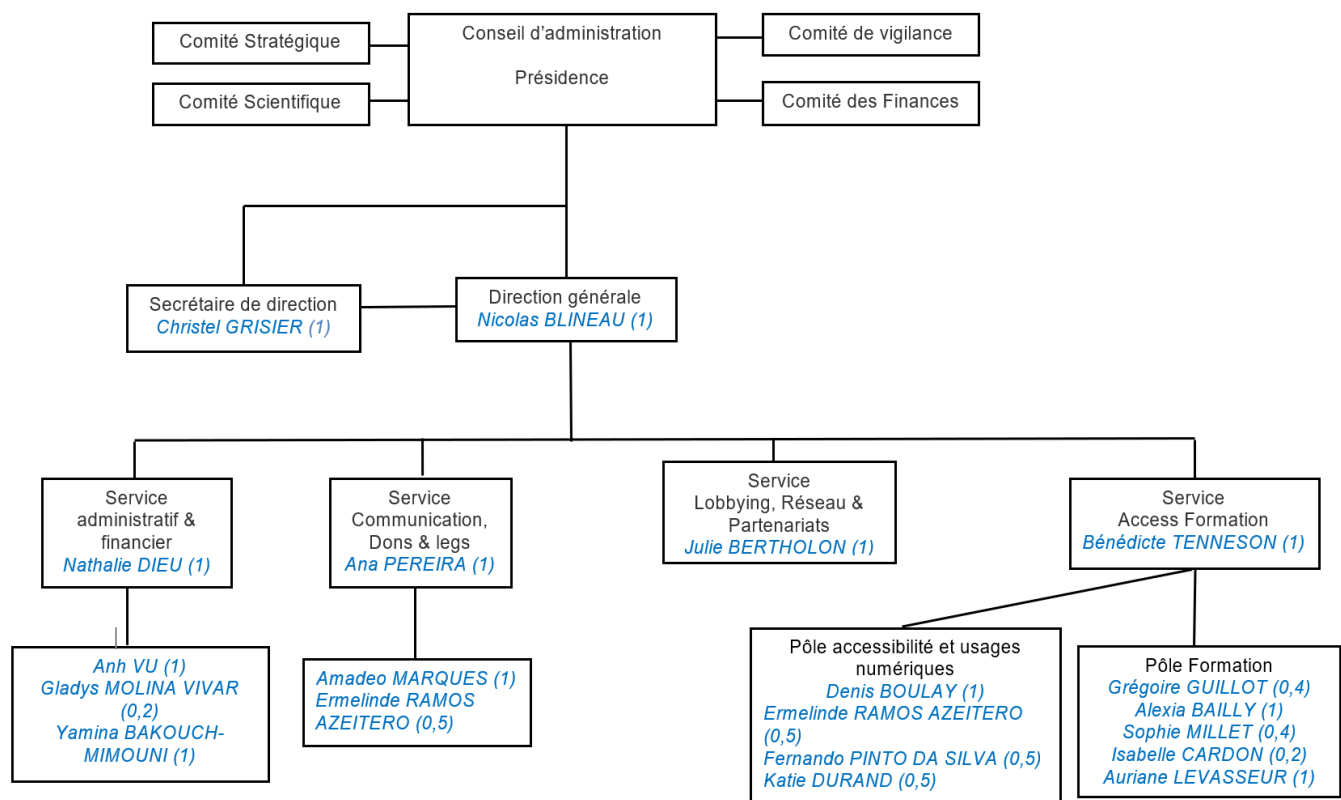 Comité Stratégique
Conseil d'administration
Présidence
Comité de vigilance
Comité Scientifique
Comité des Finances
Secrétaire de direction
Christel GRISIER (1)
Direction générale
Nicolas BLINEAU (1)
Service
administratif &
financier
Nathalie DIEU (1)
Service
Communication,
Dons & legs
Ana PEREIRA (1)
Service
Lobbying, Réseau &
Partenariats
Julie BERTHOLON (1)
Service
Access Formation
Bénédicte TENNESON (1)
Anh VU (1)
Gladys MOLINA VIVAR
(0,2)
Yamina BAKOUCH-
MIMOUNI (1)
Amadeo MARQUES (1)
Ermelinde RAMOS
AZEITERO (0,5)
Pôle accessibilité et usages
numériques
Denis BOULAY (1)
Ermelinde RAMOS AZEITERO
(0,5)
Fernando PINTO DA SILVA (0,5)
Katie DURAND (0,5)
Pôle Formation
Grégoire GUILLOT (0,4)
Alexia BAILLY (1)
Sophie MILLET (0,4)
Isabelle CARDON (0,2)
Auriane LEVASSEUR (1)